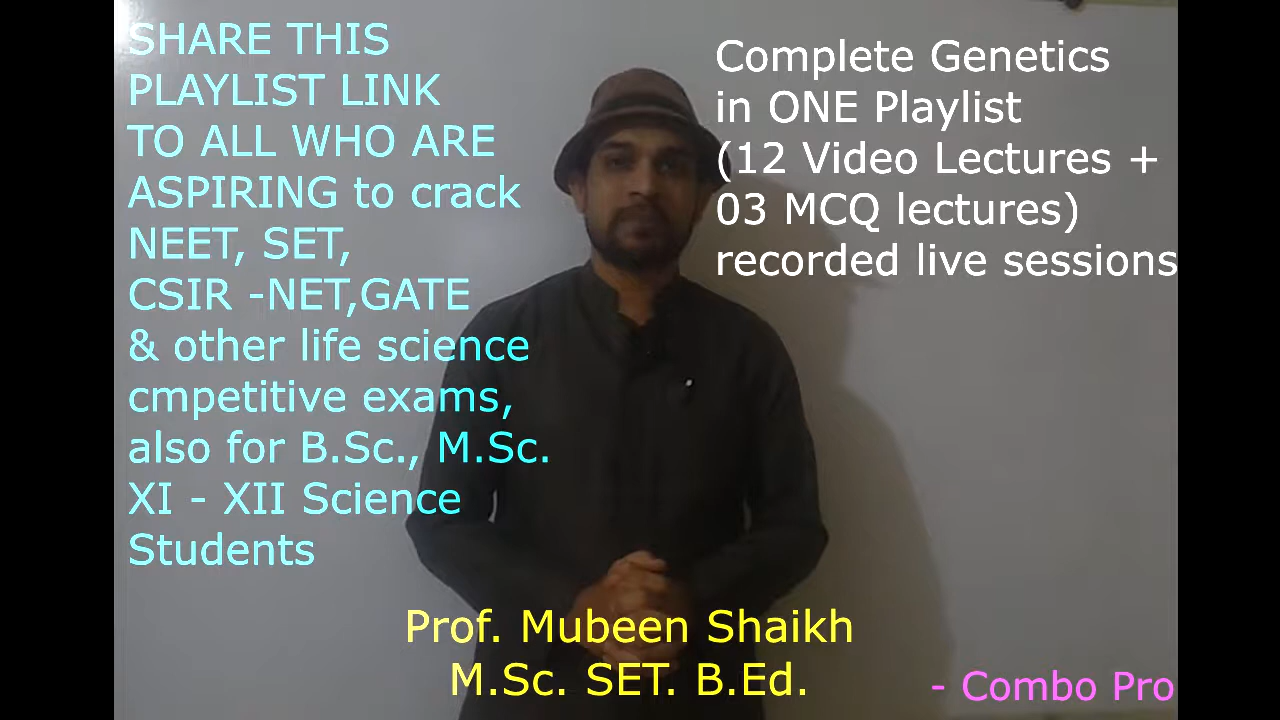 SHARE THIS
PLAYLIST LINK
TO ALL WHO ARE
ASPIRING to crack
NEET, SET,
CSIR -NET,GATE
& other life science
cmpetitive exams,
also for B.Sc., M.Sc.
XI - XII Science
Students
Complete Genetics
in ONE Playlist
(12 Video Lectures +
03 MCQ lectures)
recorded live sessions
Prof. Mubeen Shaikh
M.Sc. SET. B.Ed.
- Combo Pro